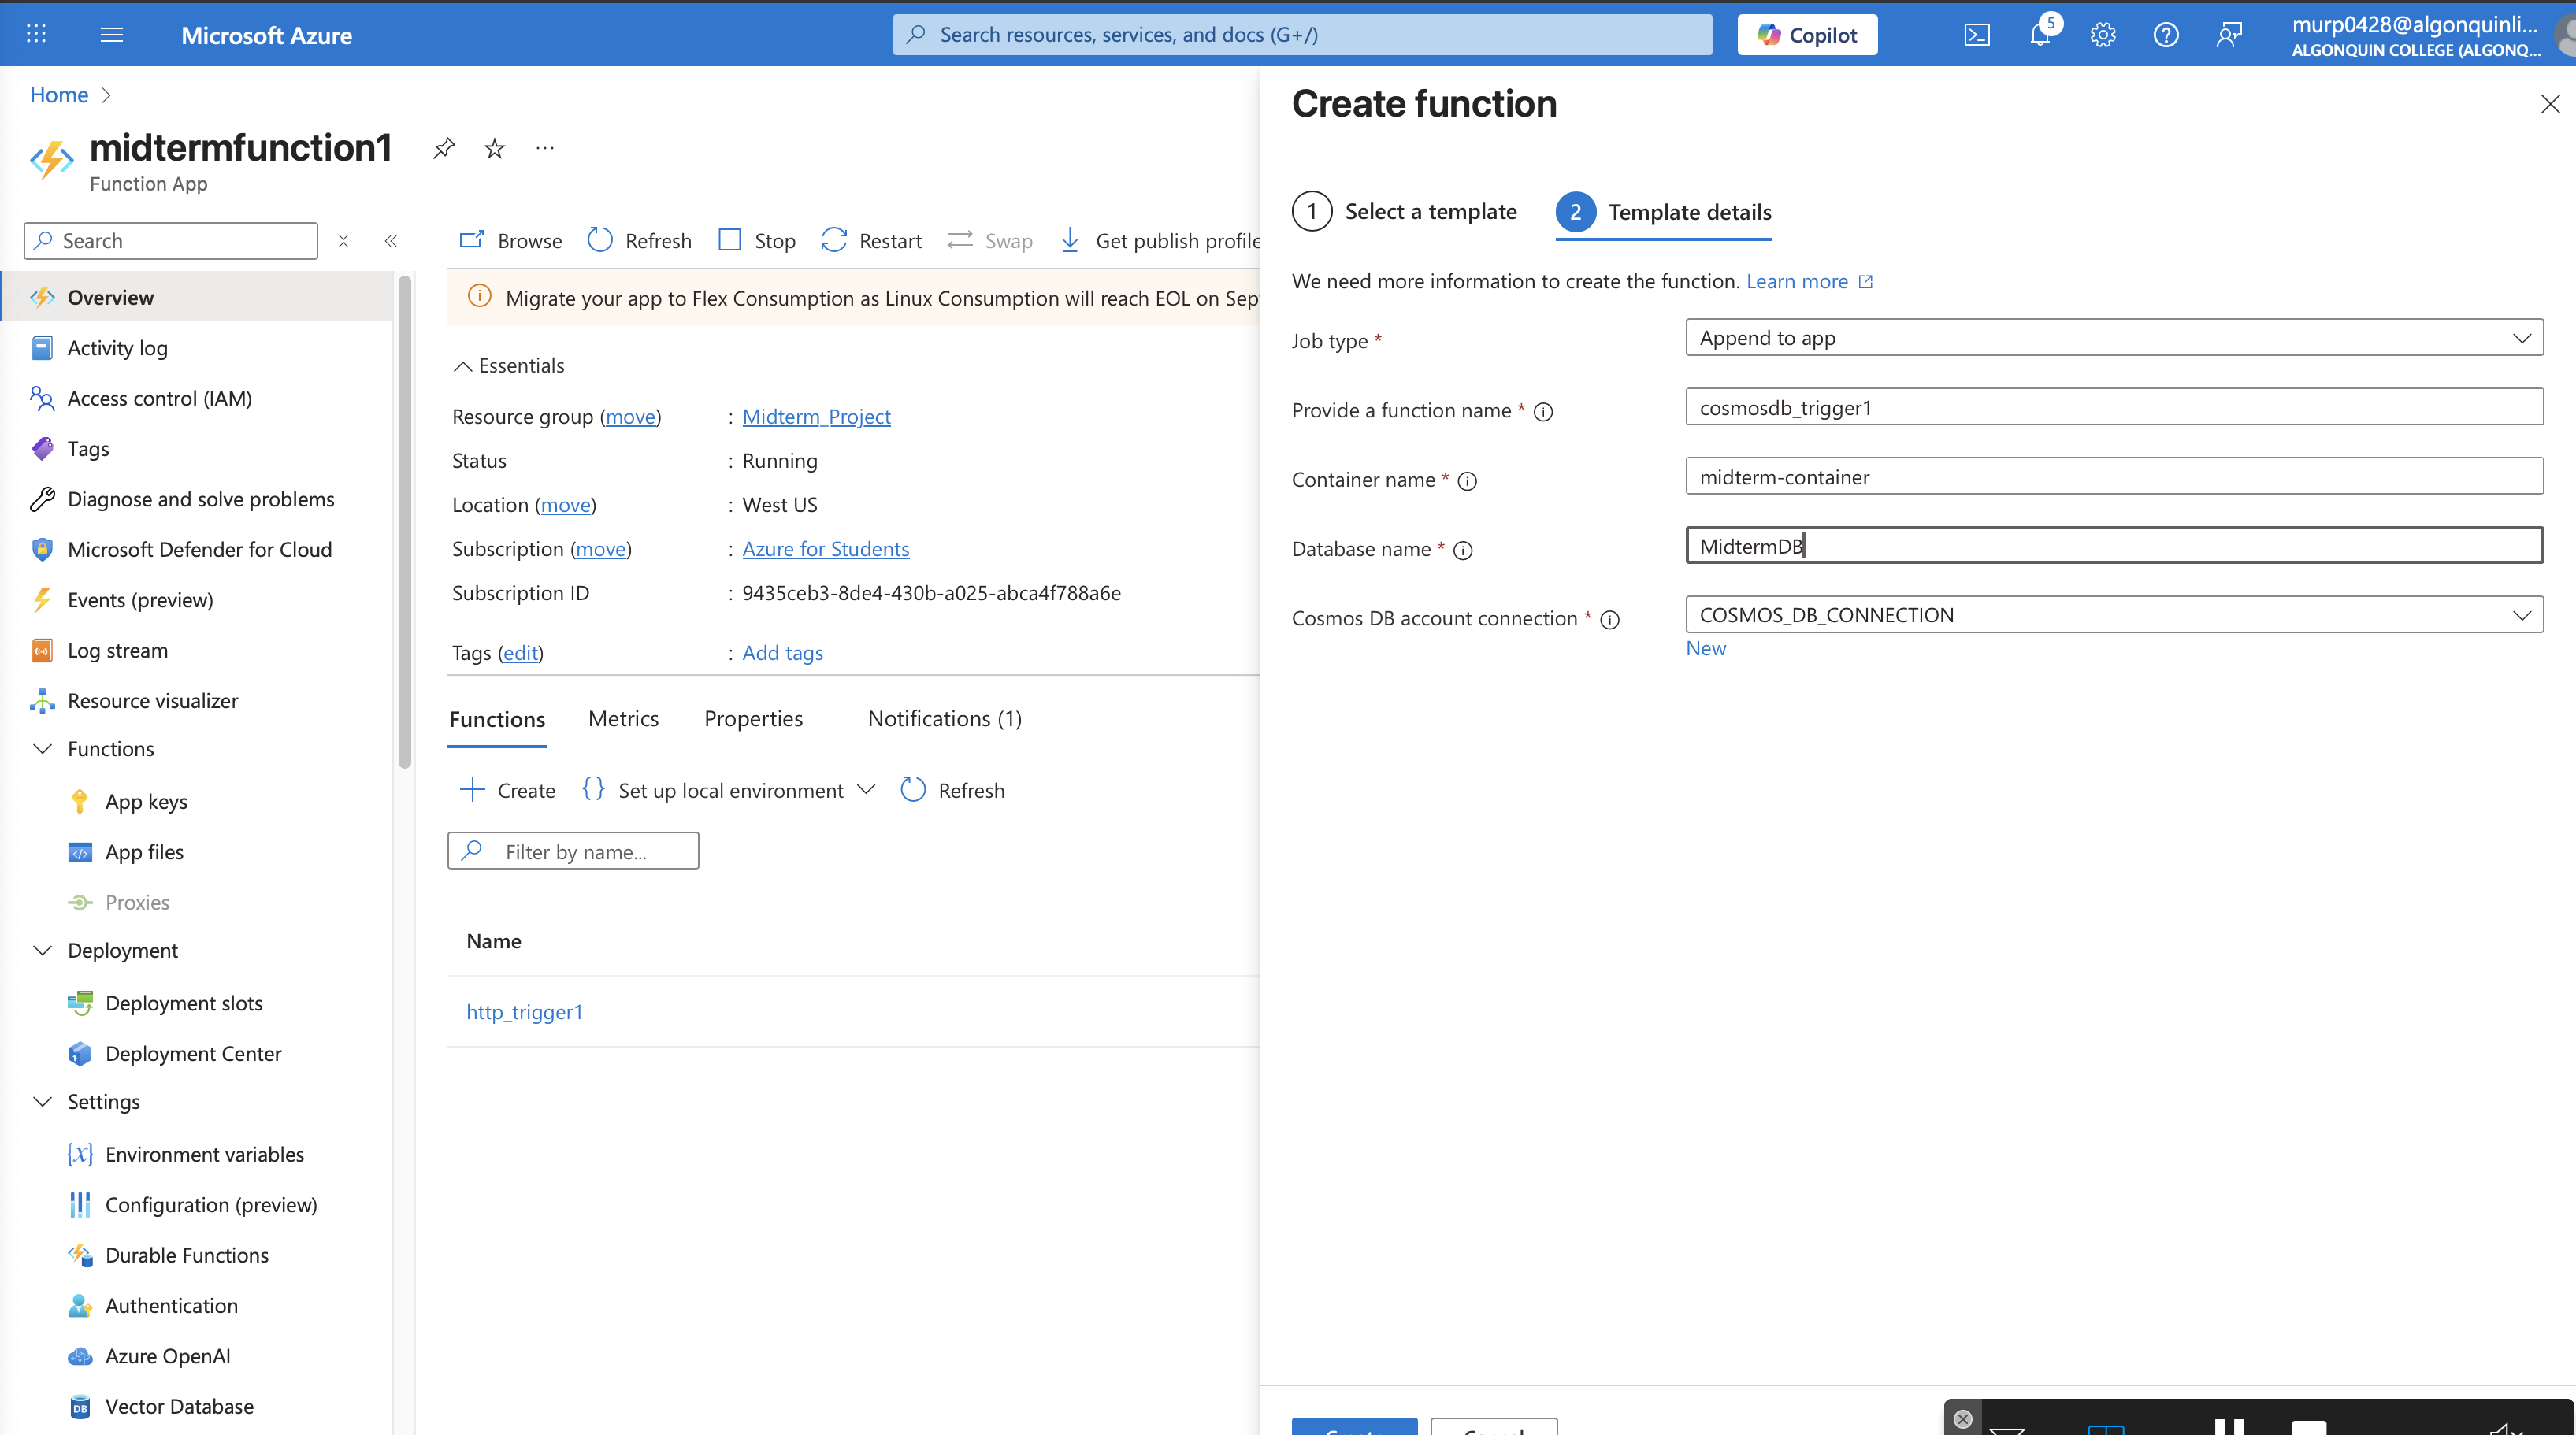 Microsoft Azure
Search resources, services, and docs (G+/)
Copilot
5
murp0428@algonquinli...
ALGONQUIN COLLEGE (ALGONQ...
Home
midtermfunction1
Function App
Search
Overview
Activity log
Access control (IAM)
Tags
Diagnose and solve problems
Microsoft Defender for Cloud
Events (preview)
Log stream
Resource visualizer
Functions
App keys
App files
Proxies
Deployment
Deployment slots
Deployment Center
Settings
Environment variables
Configuration (preview)
Durable Functions
Authentication
Azure OpenAI
Vector Database
Browse
Refresh
Stop
Restart
Swap
Get publish profile
Migrate your app to Flex Consumption as Linux Consumption will reach EOL on Sep
Essentials
Resource group (move) : Midterm_Project
Status : Running
Location (move) : West US
Subscription (move) : Azure for Students
Subscription ID : 9435ceb3-8de4-430b-a025-abca4f788a6e
Tags (edit) : Add tags
Functions
Metrics
Properties
Notifications (1)
Create
Set up local environment
Refresh
Filter by name...
Name
http_trigger1
Create function
1 Select a template
2 Template details
We need more information to create the function. Learn more
Job type *
Append to app
Provide a function name *
cosmosdb_trigger1
Container name *
midterm-container
Database name *
MidtermDB
Cosmos DB account connection *
COSMOS_DB_CONNECTION
New